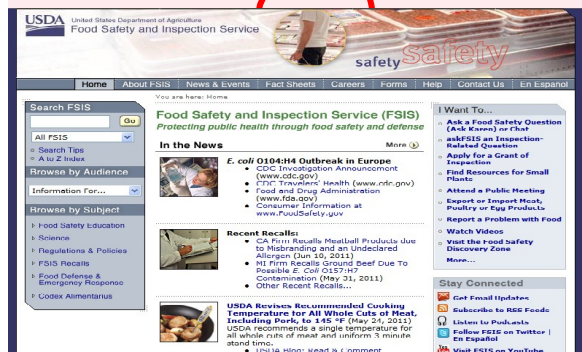 USDA
United States Department of Agriculture
Food Safety and Inspection Service
safety
safety
Home
About FSIS
News & Events
Fact Sheets
Careers
Forms
Help
Contact Us
En Espanol
You are here: Home
Search FSIS
Go
All FSIS
Search Tips
A to Z Index
Browse by Audience
Information For...
Browse by Subject
Food Safety Education
Science
Regulations & Policies
FSIS Recalls
Food Defense &
Emergency Response
Codex Alimentarius
Food Safety and Inspection Service (FSIS)
Protecting public health through food safety and defense
In the News
More
E. coli O104:H4 Outbreak in Europe
CDC Investigation Announcement
(www.cdc.gov)
CDC Travelers' Health (www.cdc.gov)
Food and Drug Administration
(www.fda.gov)
Consumer Information at
www.FoodSafety.gov
Recent Recalls:
CA Firm Recalls Meatball Products due
to Misbranding and an Undeclared
Allergen (Jun 10, 2011)
MI Firm Recalls Ground Beef Due To
Possible E. Coli O157:H7
Contamination (May 31, 2011)
Other Recent Recalls...
USDA Revises Recommended Cooking
Temperature for All Whole Cuts of Meat,
Including Pork, to 145 °F (May 24, 2011)
USDA recommends a single temperature for
all whole cuts of meat and uniform 3 minute
stand time.
USDA Blog: Read & Comment
I Want To...
Ask a Food Safety Question
(Ask Karen) or Chat
askFSIS an Inspection-
Related Question
Apply for a Grant of
Inspection
Find Resources for Small
Plants
Attend a Public Meeting
Export or Import Meat,
Poultry or Egg Products
Report a Problem with Food
Watch Videos
Visit the Food Safety
Discovery Zone
More...
Stay Connected
Get Email Updates
Subscribe to RSS Feeds
Listen to Podcasts
Follow FSIS on Twitter |
En Español
Visit FSIS on YouTube